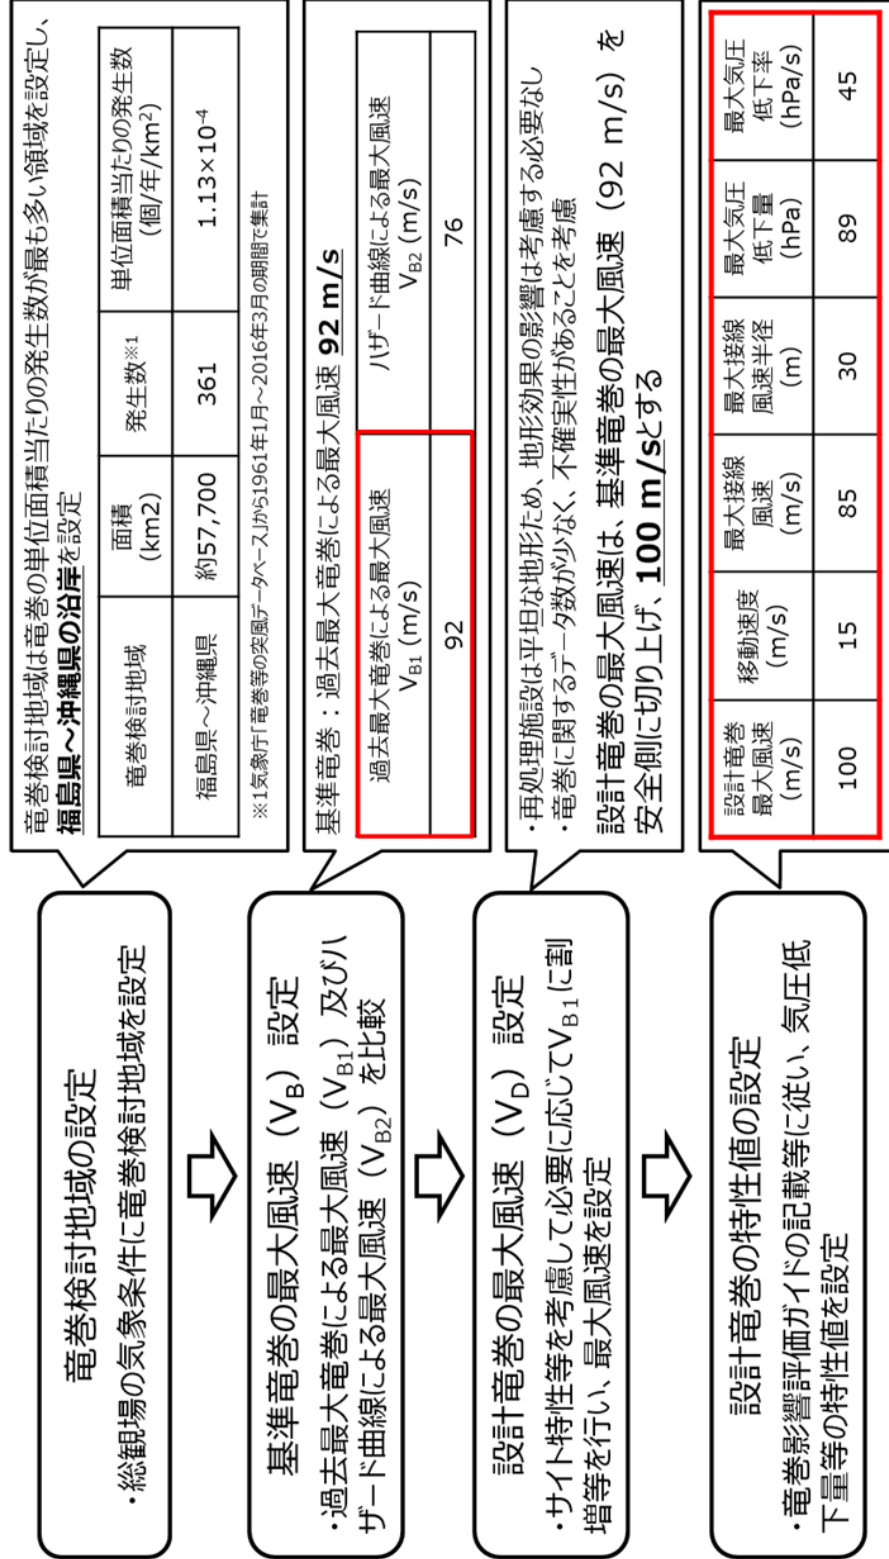 竜巻検討地域の設定
・総観場の気象条件に竜巻検討地域を設定
竜巻検討地域は竜巻の単位面積当たりの発生数が最も多い領域を設定し、
福島県～沖縄県の沿岸を設定
竜巻検討地域
面積
(km2)
発生数※1
単位面積当たりの発生数
(個/年/km²)
福島県～沖縄県
約57,700
361
1.13×10⁻⁴
※1気象庁「竜巻等の突風データベース」から1961年1月～2016年3月の期間で集計
基準竜巻の最大風速（VB）設定
・過去最大竜巻による最大風速（VB1）及びハ
ザード曲線による最大風速（VB2）を比較
基準竜巻：過去最大竜巻による最大風速 92 m/s
過去最大竜巻による最大風速
VB1 (m/s)
ハザード曲線による最大風速
VB2 (m/s)
92
76
設計竜巻の最大風速（VD）設定
・サイト特性等を考慮して必要に応じてVB1に割
増等を行い、最大風速を設定
・再処理施設は平坦な地形ため、地形効果の影響は考慮する必要なし
・竜巻に関するデータ数が少なく、不確実性があることを考慮
設計竜巻の最大風速は、基準竜巻の最大風速（92 m/s）を
安全側に切り上げ、100 m/sとする
設計竜巻の特性値の設定
・竜巻影響評価ガイドの記載等に従い、気圧低
下量等の特性値を設定
設計竜巻
最大風速
(m/s)
移動速度
(m/s)
最大接線
風速
(m/s)
最大接線
風速半径
(m)
最大気圧
低下量
(hPa)
最大気圧
低下率
(hPa/s)
100
15
85
30
89
45